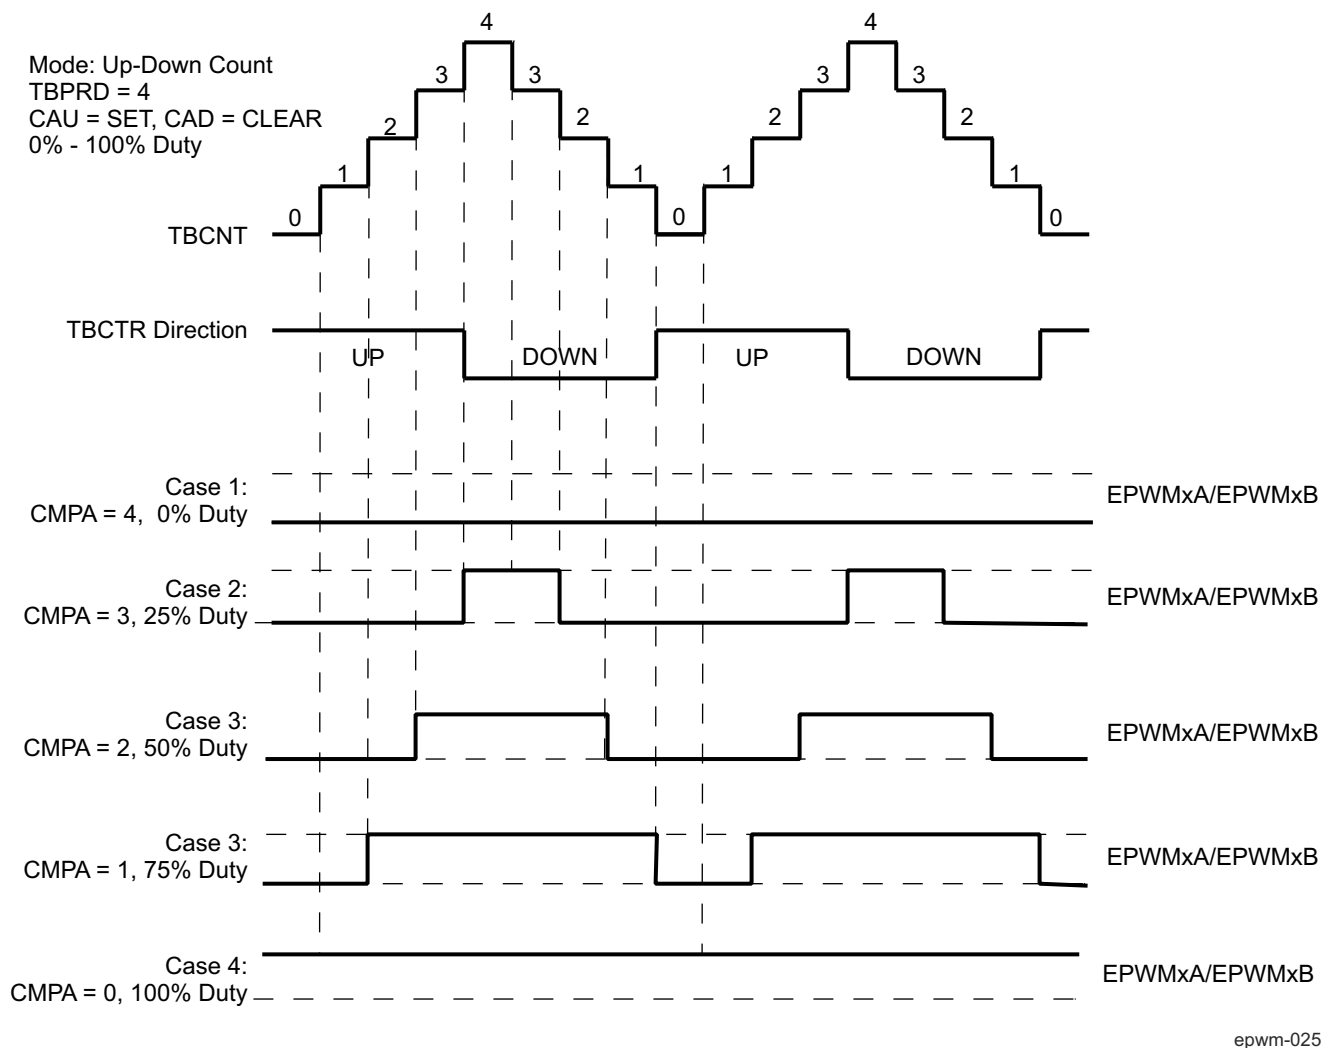 4
4
Mode: Up-Down Count
TBPRD = 4
CAU = SET, CAD = CLEAR
0% - 100% Duty
3
3
3
3
2
2
2
2
1
1
1
1
0
0
0
TBCNT
TBCTR Direction
UP
DOWN
UP
DOWN
Case 1:
CMPA = 4, 0% Duty
EPWMxA/EPWMxB
Case 2:
CMPA = 3, 25% Duty
EPWMxA/EPWMxB
Case 3:
CMPA = 2, 50% Duty
EPWMxA/EPWMxB
Case 3:
CMPA = 1, 75% Duty
EPWMxA/EPWMxB
Case 4:
CMPA = 0, 100% Duty
EPWMxA/EPWMxB
epwm-025